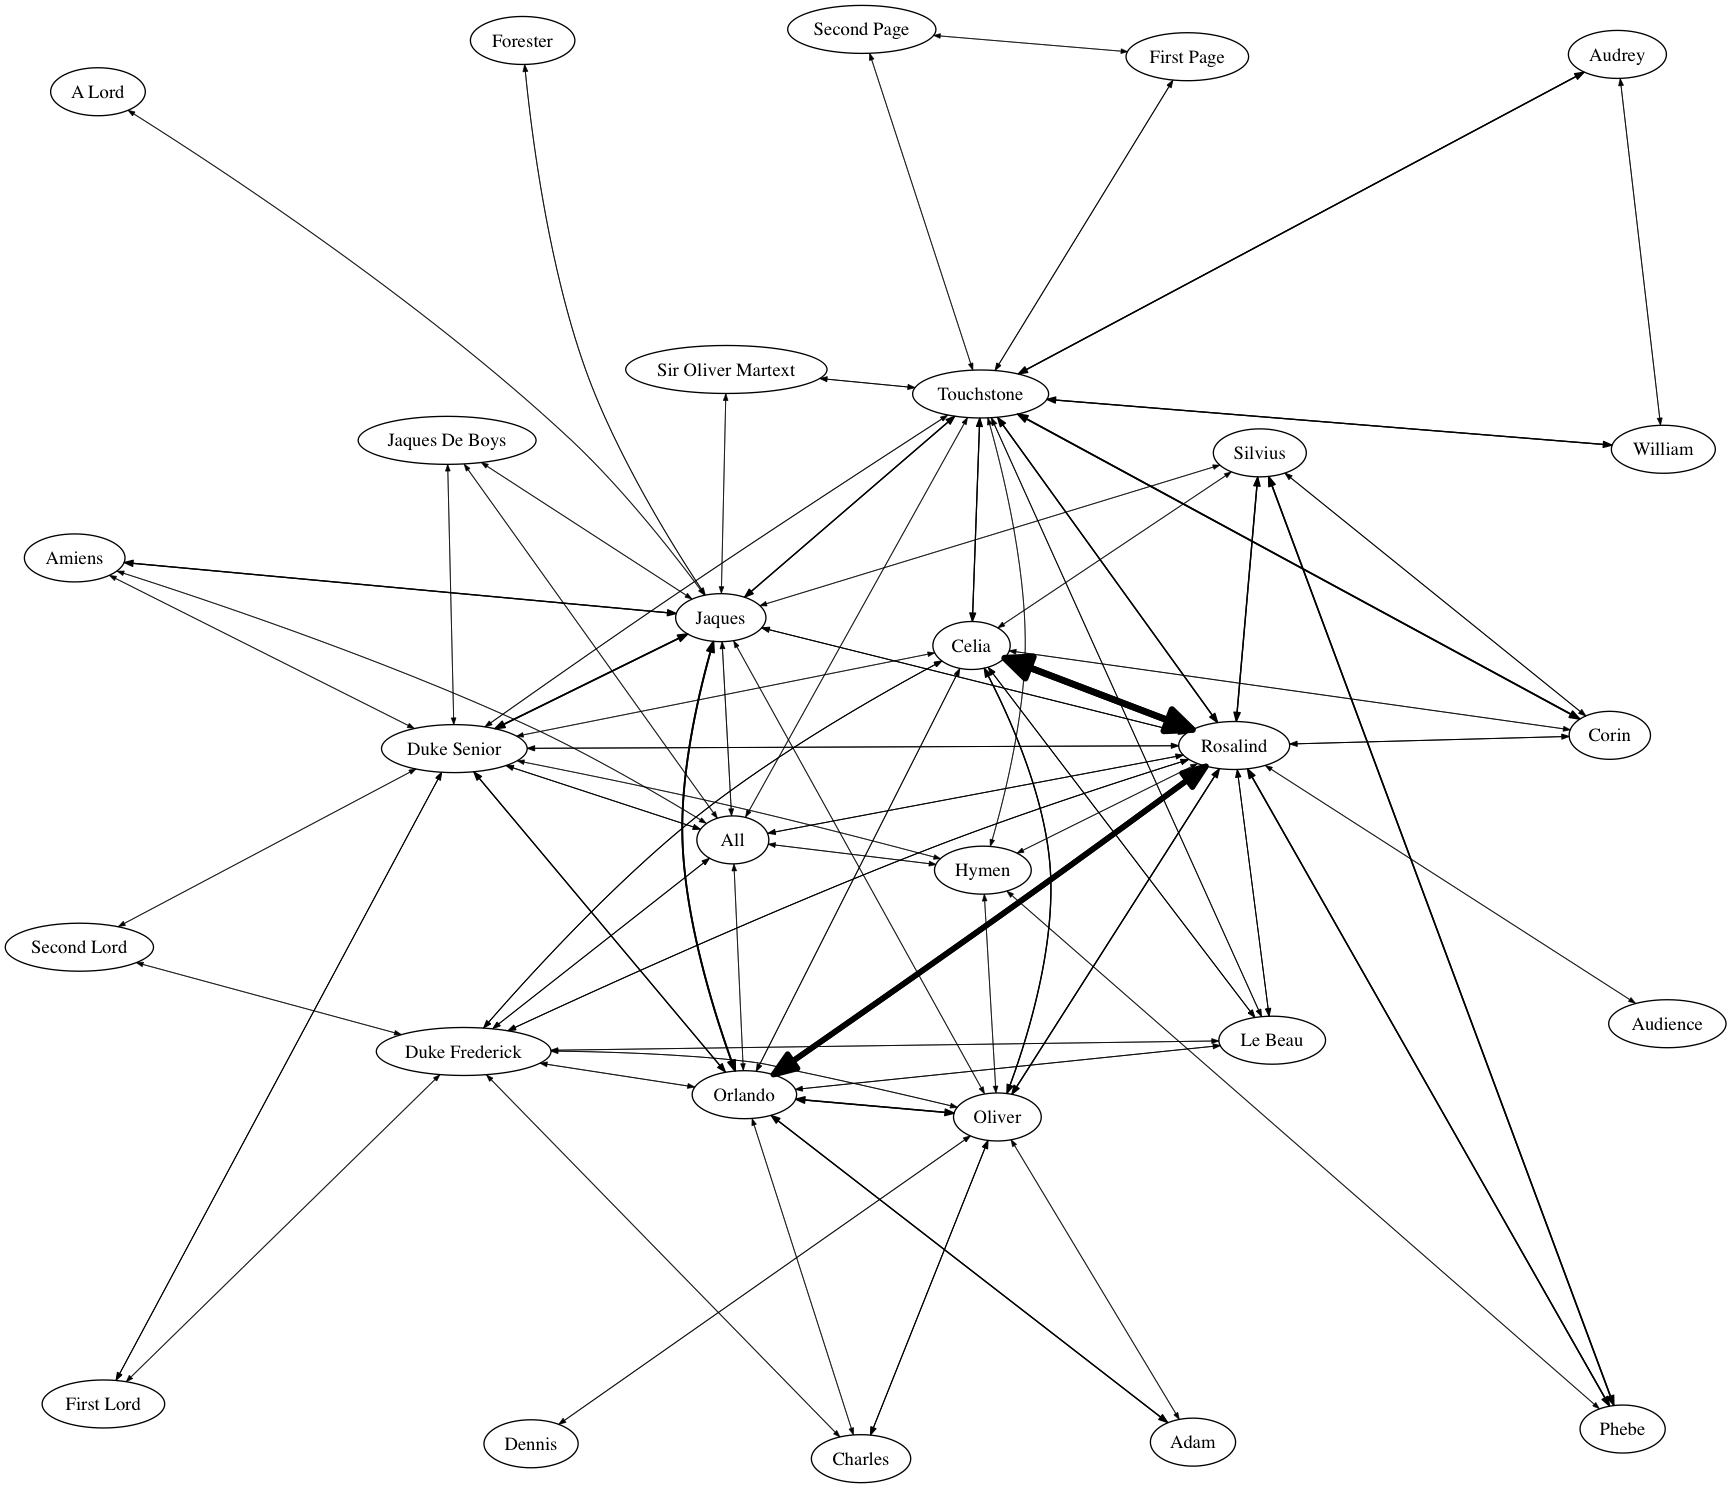 Second Page
Forester
First Page
Audrey
A Lord
Sir Oliver Martext
Touchstone
Jaques De Boys
William
Silvius
Amiens
Jaques
Celia
Corin
Duke Senior
Rosalind
All
Hymen
Second Lord
Audience
Le Beau
Duke Frederick
Orlando
Oliver
First Lord
Phebe
Adam
Dennis
Charles